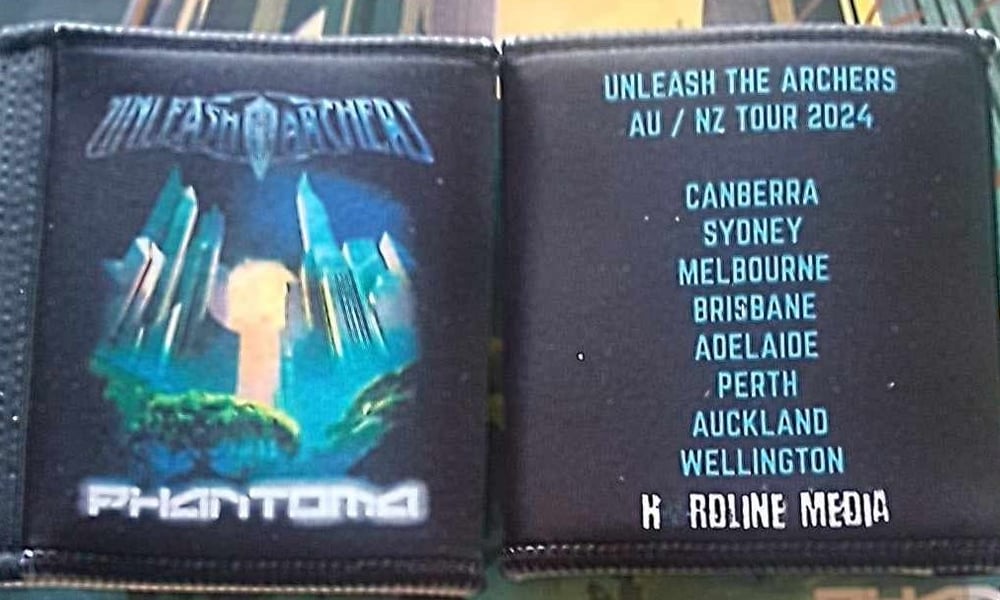 UNLEASH ARCHERS
PHANTOMA
UNLEASH THE ARCHERS
AU / NZ TOUR 2024
CANBERRA
SYDNEY
MELBOURNE
BRISBANE
ADELAIDE
PERTH
AUCKLAND
WELLINGTON
H RDLINE MEDIA